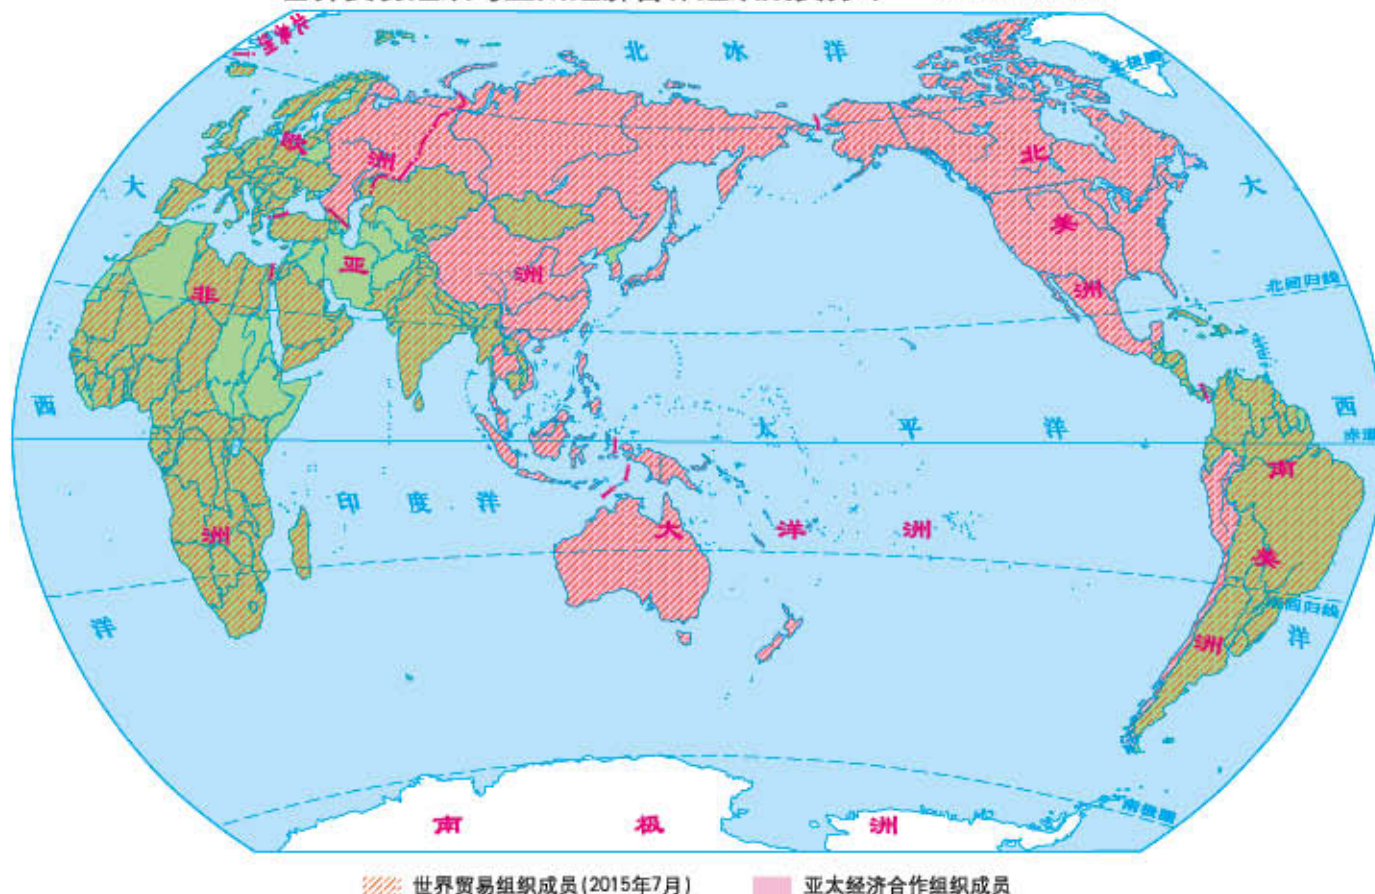 北 冰 洋
北极圈
欧
洲
北
大
大
美
亚
洲
洲
非
北回归线
西
太 平 洋
西
赤道
南
印 度 洋
洲
大 洋 洲
美
南回归线
洋
洲
洋
南极圈
南 极 洲
世界贸易组织成员(2015年7月)
亚太经济合作组织成员